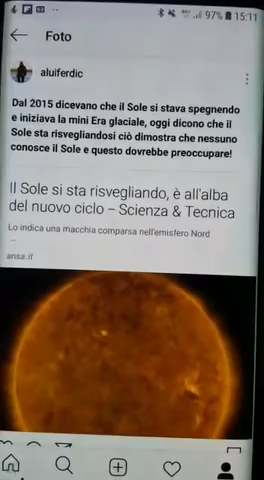 97% 15:11
Foto
aluiferdic
Dal 2015 dicevano che il Sole si stava spegnendo
e iniziava la mini Era glaciale, oggi dicono che il
Sole sta risvegliandosi ciò dimostra che nessuno
conosce il Sole e questo dovrebbe preoccupare!
Il Sole si sta risvegliando, è all'alba
del nuovo ciclo – Scienza & Tecnica
Lo indica una macchia comparsa nell'emisfero Nord
...
ansa.it